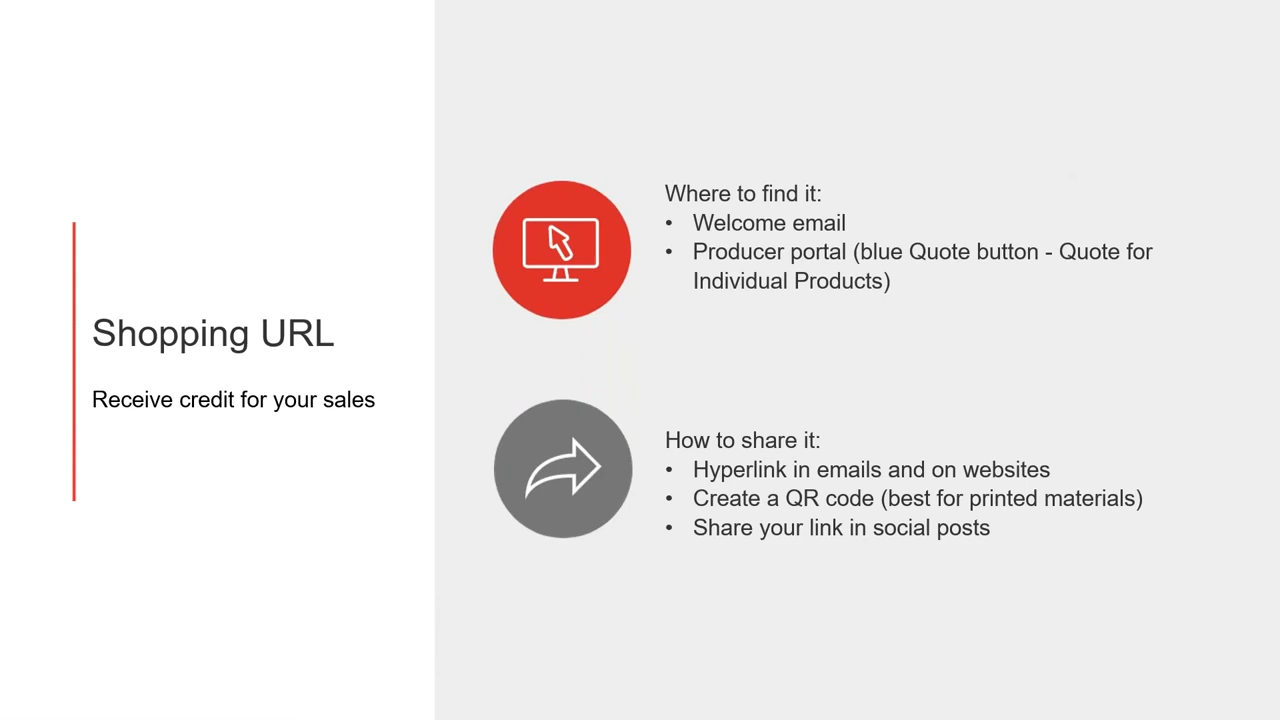 Shopping URL
Receive credit for your sales
Where to find it:
• Welcome email
• Producer portal (blue Quote button - Quote for
Individual Products)
How to share it:
• Hyperlink in emails and on websites
• Create a QR code (best for printed materials)
• Share your link in social posts